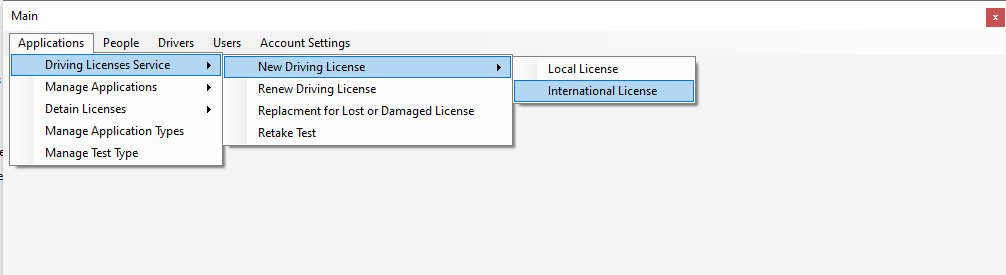 Main
x
Applications People Drivers Users Account Settings
Driving Licenses Service
Manage Applications
Detain Licenses
Manage Application Types
Manage Test Type
New Driving License
Renew Driving License
Replacment for Lost or Damaged License
Retake Test
Local License
International License